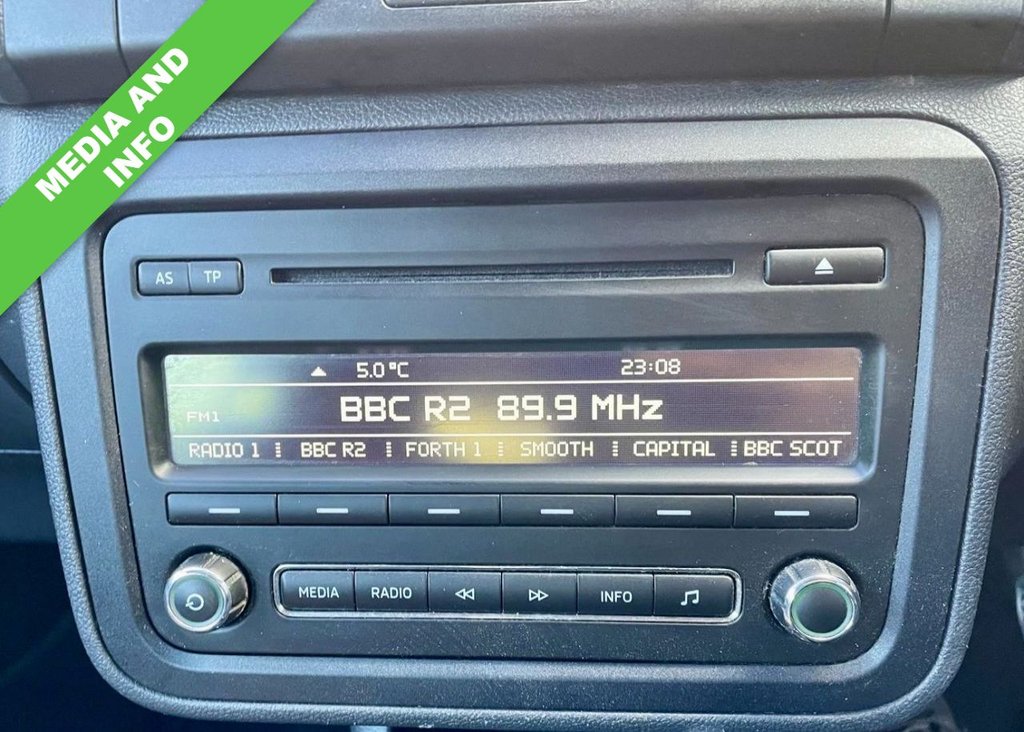 MEDIA AND
INFO
AS TP
5.0°C 23:08
FM1 BBC R2 89.9 MHz
RADIO 1 BBC R2 FORTH 1 SMOOTH CAPITAL BBC SCOT
MEDIA RADIO INFO